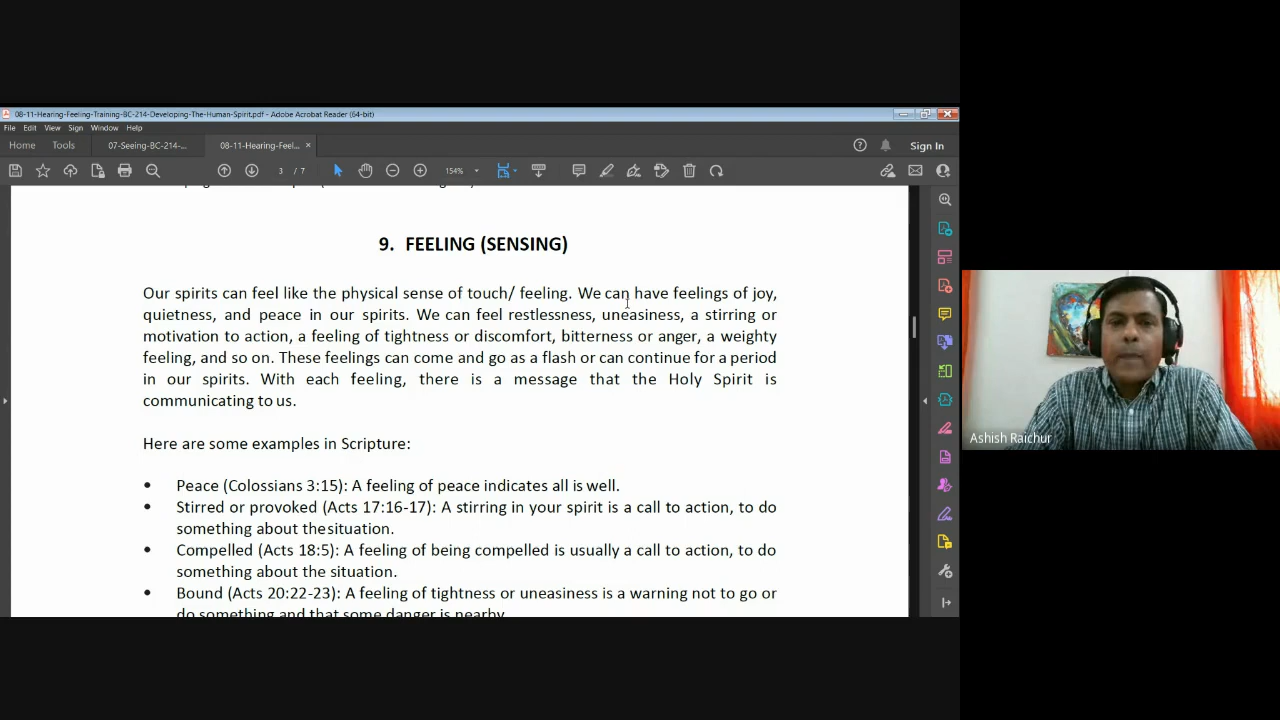 08-11-Hearing-Feeling-Training-BC-214-Developing-The-Human-Spirit.pdf - Adobe Acrobat Reader (64-bit)
File Edit View Sign Window Help
Home Tools 07-Seeing-BC-214-... 08-11-Hearing-Feel... × Sign In
3 / 7 154%
9. FEELING (SENSING)
Our spirits can feel like the physical sense of touch/ feeling. We can have feelings of joy,
quietness, and peace in our spirits. We can feel restlessness, uneasiness, a stirring or
motivation to action, a feeling of tightness or discomfort, bitterness or anger, a weighty
feeling, and so on. These feelings can come and go as a flash or can continue for a period
in our spirits. With each feeling, there is a message that the Holy Spirit is
communicating to us.
Here are some examples in Scripture:
• Peace (Colossians 3:15): A feeling of peace indicates all is well.
• Stirred or provoked (Acts 17:16-17): A stirring in your spirit is a call to action, to do
something about thesituation.
• Compelled (Acts 18:5): A feeling of being compelled is usually a call to action, to do
something about the situation.
• Bound (Acts 20:22-23): A feeling of tightness or uneasiness is a warning not to go or
do something and that some danger is nearby.
Ashish Raichur